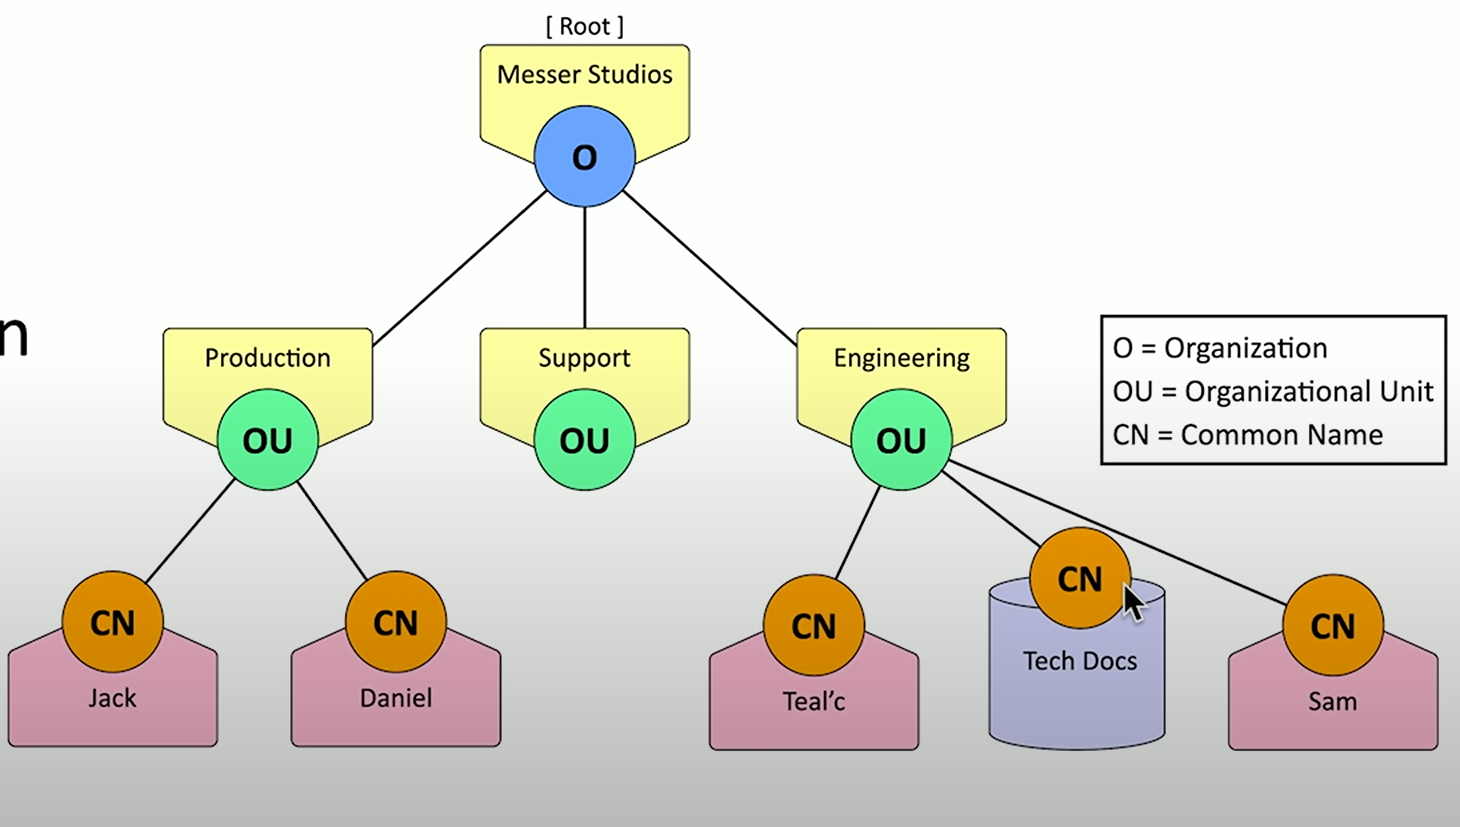 [ Root ]
Messer Studios
O
n
Production
Support
Engineering
OU
OU
OU
O = Organization
OU = Organizational Unit
CN = Common Name
CN
CN
CN
CN
CN
Jack
Daniel
Teal’c
Tech Docs
Sam